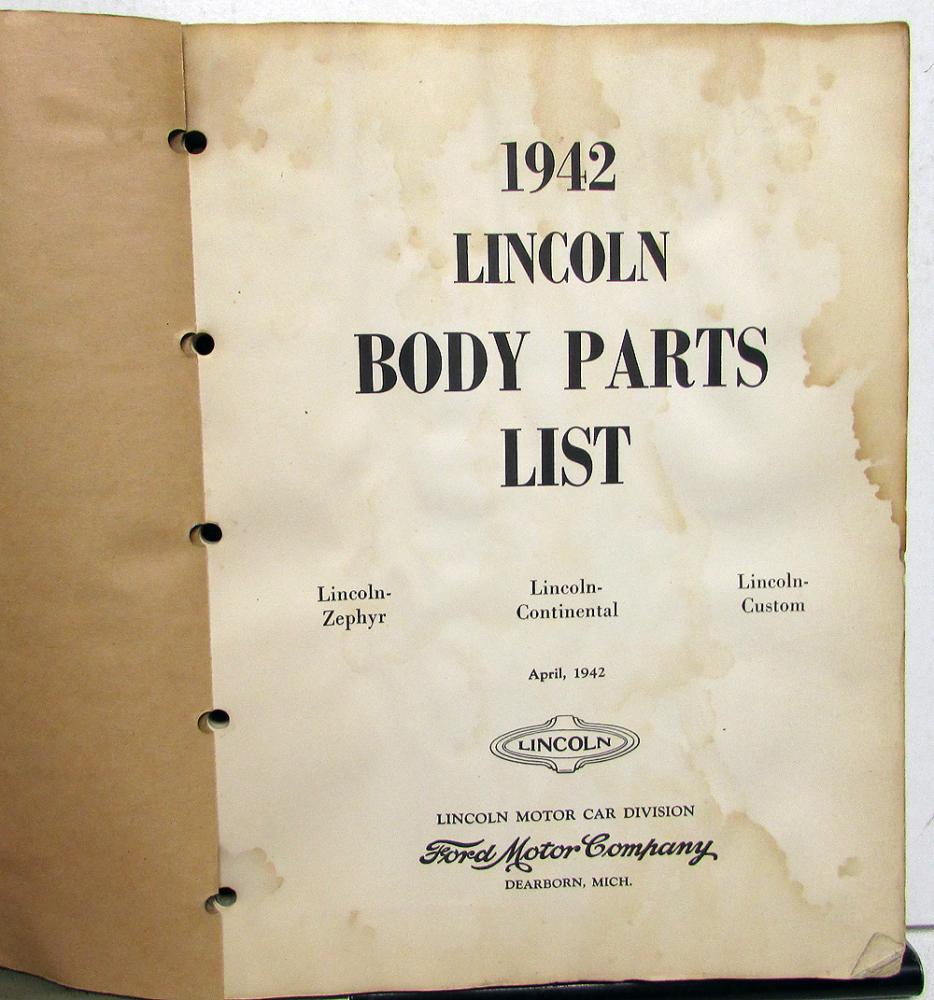 1942
LINCOLN
BODY PARTS
LIST
Lincoln-
Zephyr
Lincoln-
Continental
Lincoln-
Custom
April, 1942
LINCOLN
LINCOLN MOTOR CAR DIVISION
Ford Motor Company
DEARBORN, MICH.